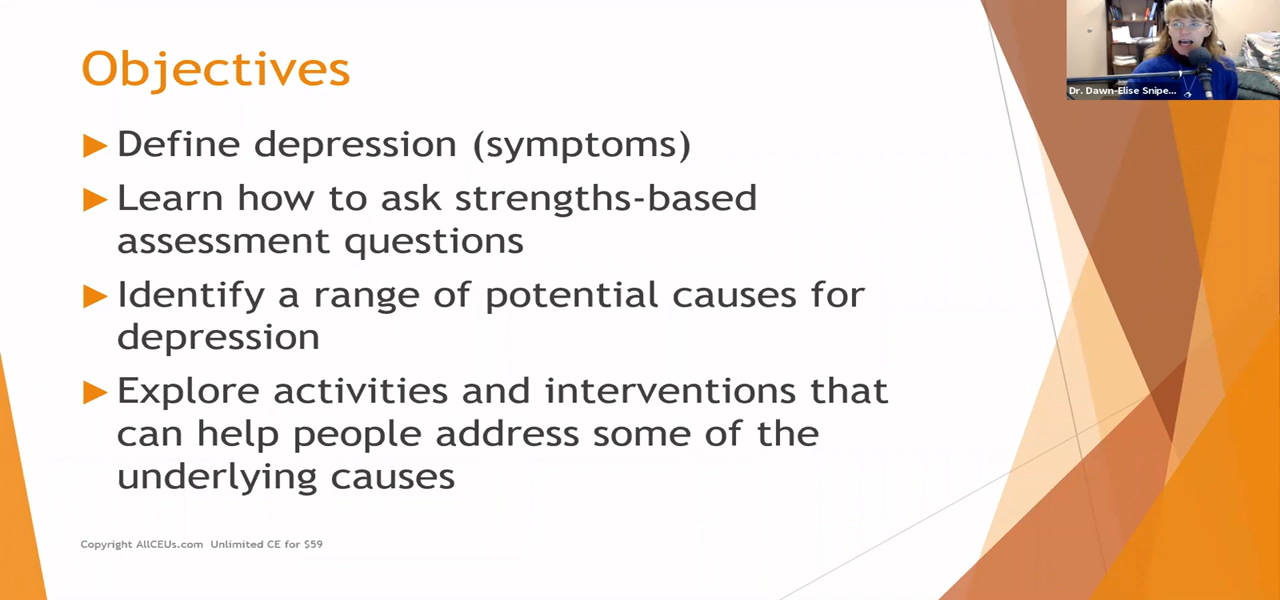 Objectives
Define depression (symptoms)
Learn how to ask strengths-based
assessment questions
Identify a range of potential causes for
depression
Explore activities and interventions that
can help people address some of the
underlying causes
Copyright AllCEUs.com Unlimited CE for $59
Dr. Dawn-Elise Snipe...